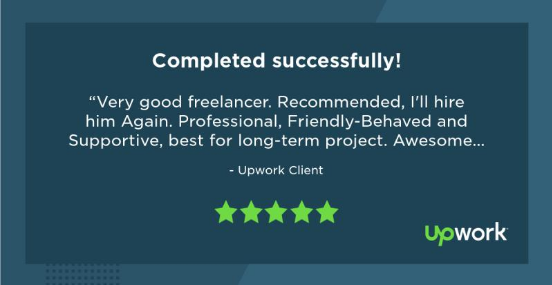 Completed successfully!
“Very good freelancer. Recommended, I'll hire
him Again. Professional, Friendly-Behaved and
Supportive, best for long-term project. Awesome...
- Upwork Client
upwork